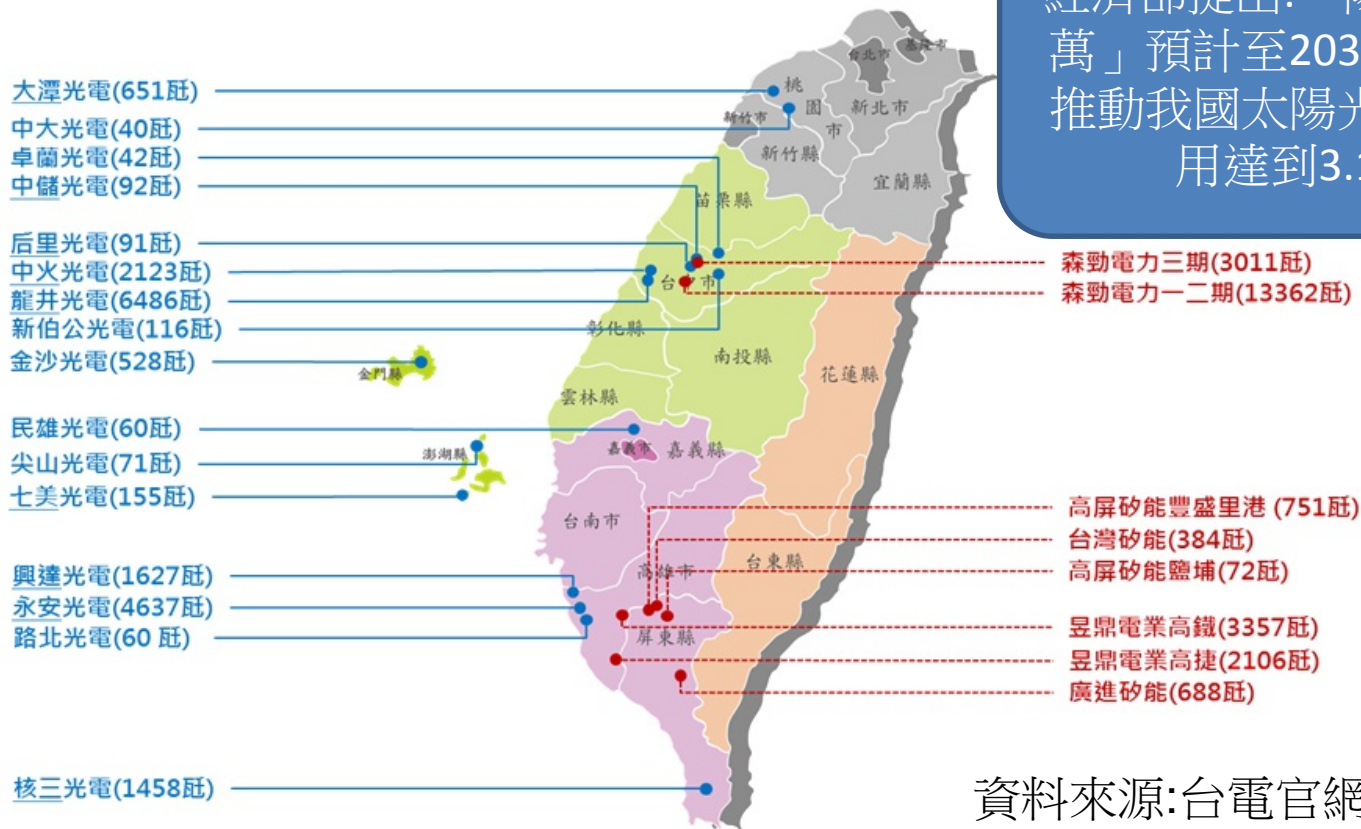 大潭光電(651瓩)
中大光電(40瓩)
卓蘭光電(42瓩)
中儲光電(92瓩)
后里光電(91瓩)
中火光電(2123瓩)
龍井光電(6486瓩)
新伯公光電(116瓩)
金沙光電(528瓩)
民雄光電(60瓩)
尖山光電(71瓩)
七美光電(155瓩)
興達光電(1627瓩)
永安光電(4637瓩)
路北光電(60 瓩)
核三光電(1458瓩)
基隆市
台北市
桃園市
新北市
新竹市
新竹縣
宜蘭縣
苗栗縣
台中市
彰化縣
南投縣
花蓮縣
雲林縣
金門縣
澎湖縣
嘉義市
嘉義縣
台南市
高雄市
台東縣
屏東縣
經濟部提出:
萬」預計至203
推動我國太陽光
用達到3.
森勁電力三期(3011瓩)
森勁電力一二期(13362瓩)
高屏矽能豐盛里港 (751瓩)
台灣矽能(384瓩)
高屏矽能鹽埔(72瓩)
昱鼎電業高鐵(3357瓩)
昱鼎電業高捷(2106瓩)
廣進矽能(688瓩)
資料來源:台電官網